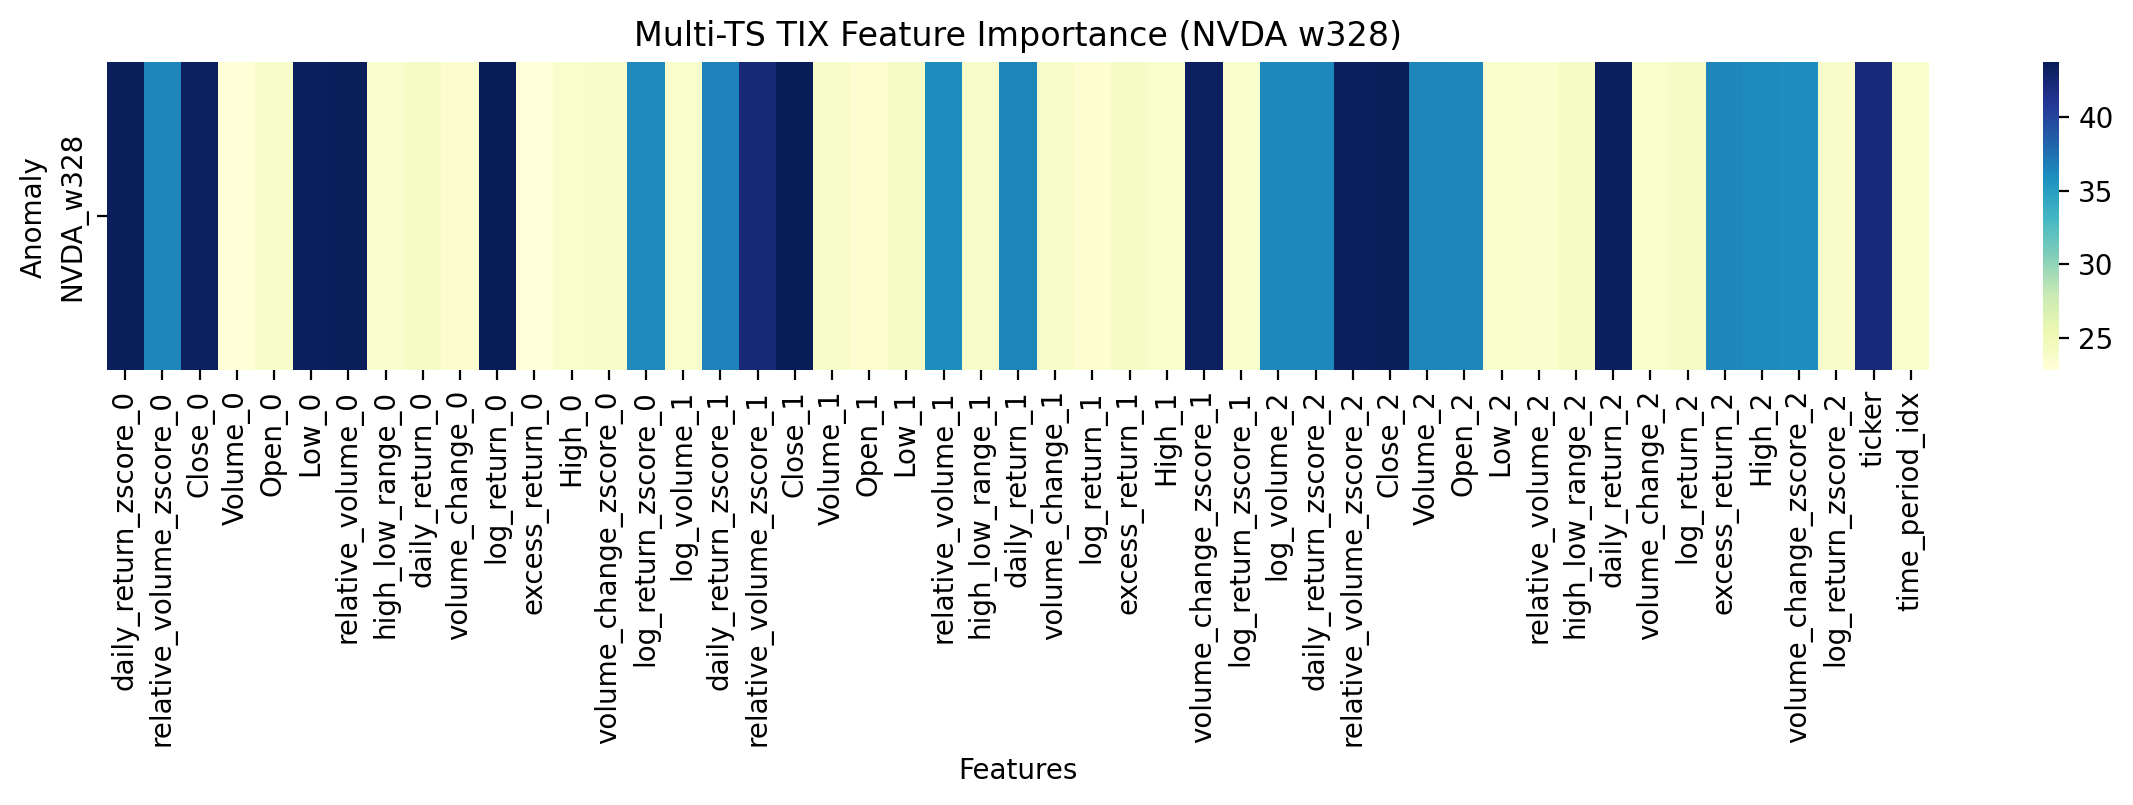 Multi-TS TIX Feature Importance (NVDA w328)
Anomaly
NVDA_w328
40
35
30
25
daily_return_zscore_0
relative_volume_zscore_0
Close_0
Volume_0
Open_0
Low_0
relative_volume_0
high_low_range_0
daily_return_0
volume_change_0
log_return_0
excess_return_0
High_0
volume_change_zscore_0
log_return_zscore_0
log_volume_1
daily_return_zscore_1
relative_volume_zscore_1
Close_1
Volume_1
Open_1
Low_1
relative_volume_1
high_low_range_1
daily_return_1
volume_change_1
log_return_1
excess_return_1
High_1
volume_change_zscore_1
log_return_zscore_1
log_volume_2
daily_return_zscore_2
relative_volume_zscore_2
Close_2
Volume_2
Open_2
Low_2
relative_volume_2
high_low_range_2
daily_return_2
volume_change_2
log_return_2
excess_return_2
High_2
volume_change_zscore_2
log_return_zscore_2
ticker
time_period_idx
Features